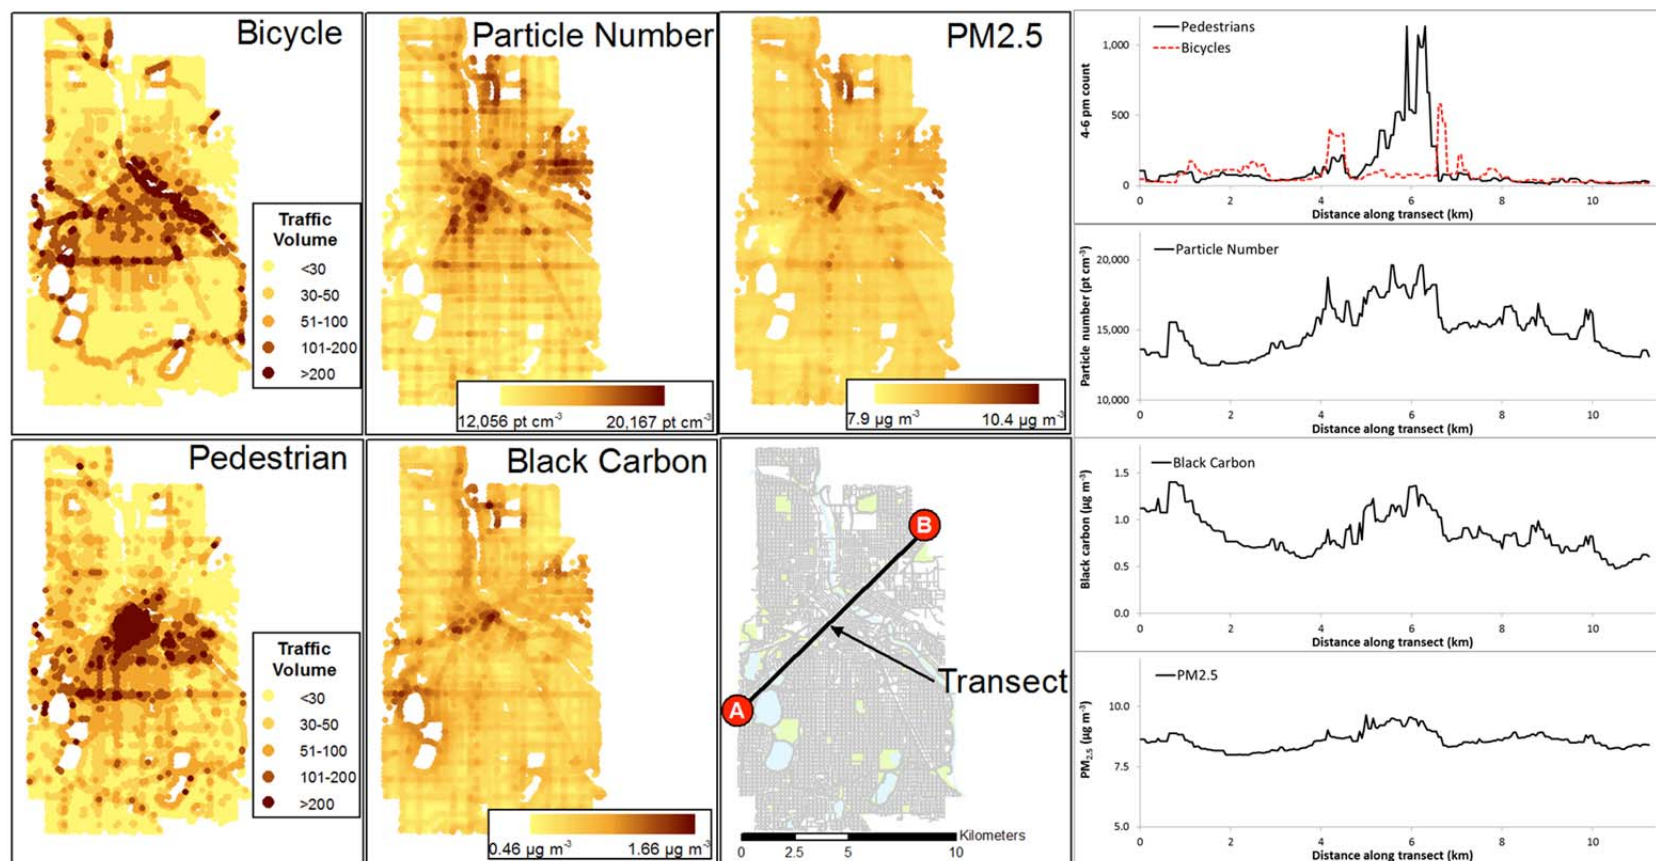 Bicycle
Traffic
Volume
<30
30-50
51-100
101-200
>200
Particle Number
12,056 pt cm-3
20,167 pt cm-3
PM2.5
7.9 µg m-3
10.4 µg m-3
Pedestrian
Traffic
Volume
<30
30-50
51-100
101-200
>200
Black Carbon
0.46 µg m-3
1.66 µg m-3
A
B
Transect
Kilometers
0 2.5 5 10
Pedestrians
Bicycles
4-6 pm count
1,000
500
0
0 2 4 6 8 10
Distance along transect (km)
Particle Number
Particle number (pt cm-3)
20,000
15,000
10,000
0 2 4 6 8 10
Distance along transect (km)
Black Carbon
Black carbon (µg m-3)
1.5
1.0
0.5
0.0
0 2 4 6 8 10
Distance along transect (km)
PM2.5
PM2.5 (µg m-3)
10.0
7.5
5.0
0 2 4 6 8 10
Distance along transect (km)